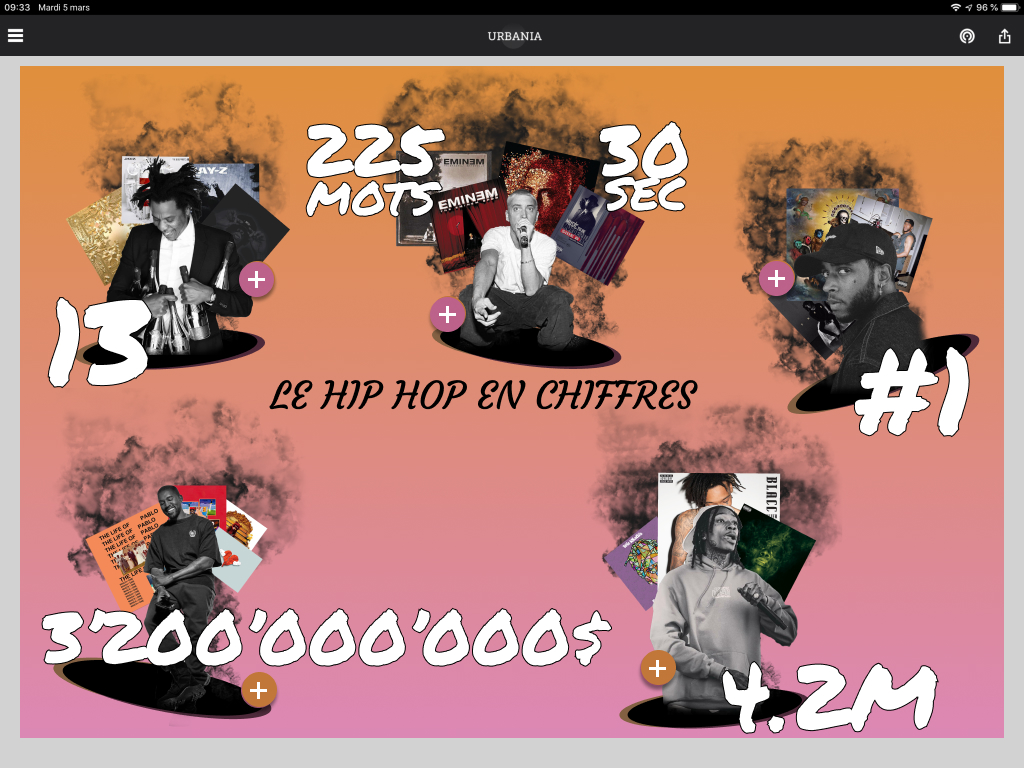 09:33 Mardi 5 mars
96 %
URBANIA
225
MOTS
30
SEC
EMINEM
EMINEM
AY-Z
13
#1
LE HIP HOP EN CHIFFRES
THE LIFE OF PABLO
THE LIFE OF PABLO
THE LIFE OF PABLO
BLACC
3'200'000'000$
4.2M